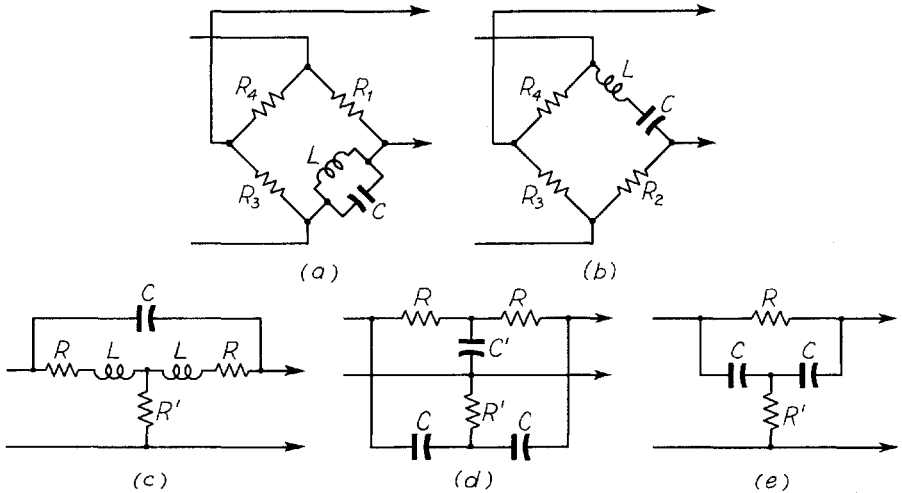 R4 R1
L
R3 C
(a)
L
R4 C
R3 R2
(b)
C
R L L R
R'
(c)
R R
C'
R'
C C
(d)
R
C C
R'
(e)